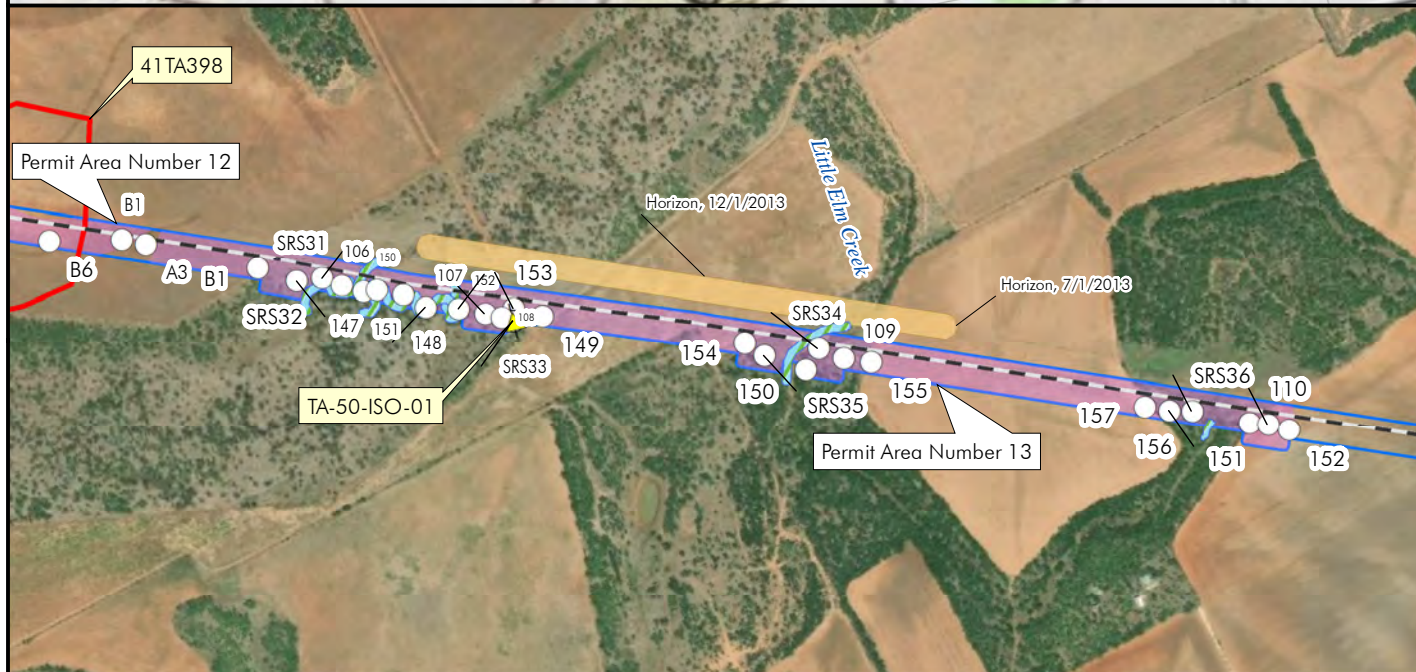 41TA398
Permit Area Number 12
B1
B6
A3
B1
SRS31
106
150
SRS32
147
151
148
107
152
153
108
SRS33
149
TA-50-ISO-01
Horizon, 12/1/2013
Little Elm Creek
Horizon, 7/1/2013
SRS34
109
154
150
SRS35
155
Permit Area Number 13
157
156
SRS36
110
151
152